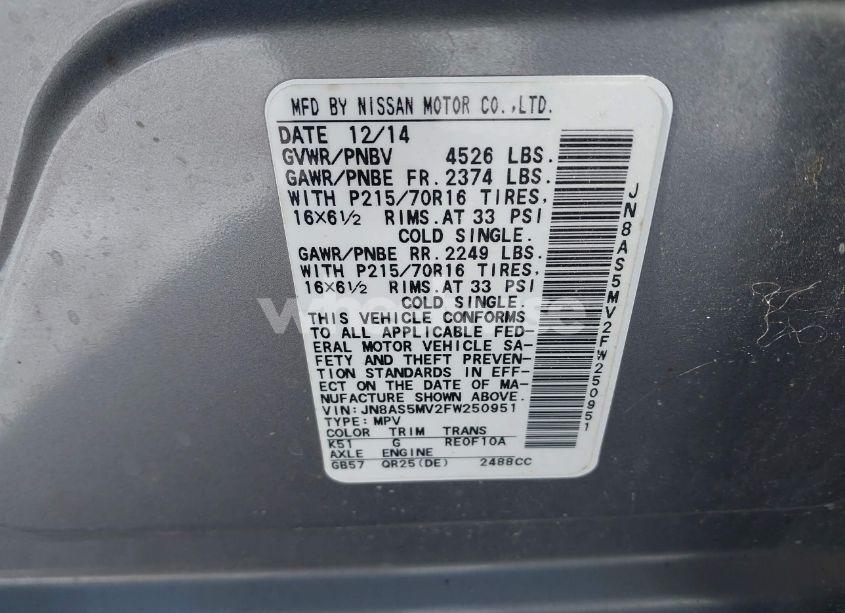 MFD BY NISSAN MOTOR CO.,LTD.
DATE 12/14
GVWR/PNBV 4526 LBS.
GAWR/PNBE FR. 2374 LBS.
WITH P215/70R16 TIRES,
16×6½ RIMS.AT 33 PSI
COLD SINGLE.
GAWR/PNBE RR. 2249 LBS.
WITH P215/70R16 TIRES,
16×6½ RIMS.AT 33 PSI
COLD SINGLE.
THIS VEHICLE CONFORMS
TO ALL APPLICABLE FED-
ERAL MOTOR VEHICLE SA-
FETY AND THEFT PREVEN-
TION STANDARDS IN EFF-
ECT ON THE DATE OF MA-
NUFACTURE SHOWN ABOVE.
VIN: JN8AS5MV2FW250951
TYPE: MPV
COLOR TRIM TRANS
K51 G RE0F10A
AXLE ENGINE
GB57 QR25(DE) 2488CC
JN8AS5MV2FW250951